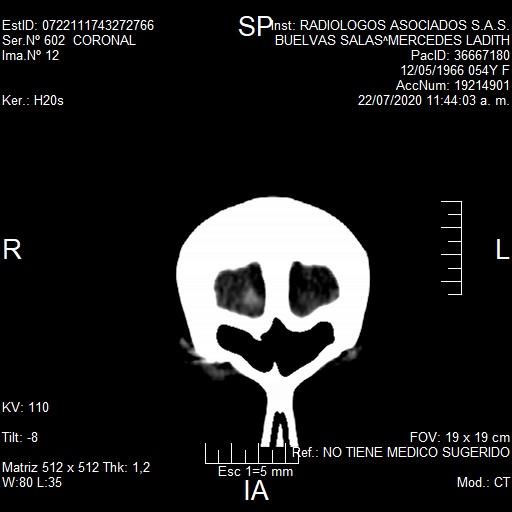 EstID: 0722111743272766
Ser.Nº 602 CORONAL
Ima.Nº 12
Ker.: H20s
SP
Inst: RADIOLOGOS ASOCIADOS S.A.S.
BUELVAS SALAS^MERCEDES LADITH
PacID: 36667180
12/05/1966 054Y F
AccNum: 19214901
22/07/2020 11:44:03 a. m.
R
L
KV: 110
Tilt: -8
Matriz 512 x 512 Thk: 1,2
W:80 L:35
Esc 1=5 mm
IA
FOV: 19 x 19 cm
Ref.: NO TIENE MEDICO SUGERIDO
Mod.: CT